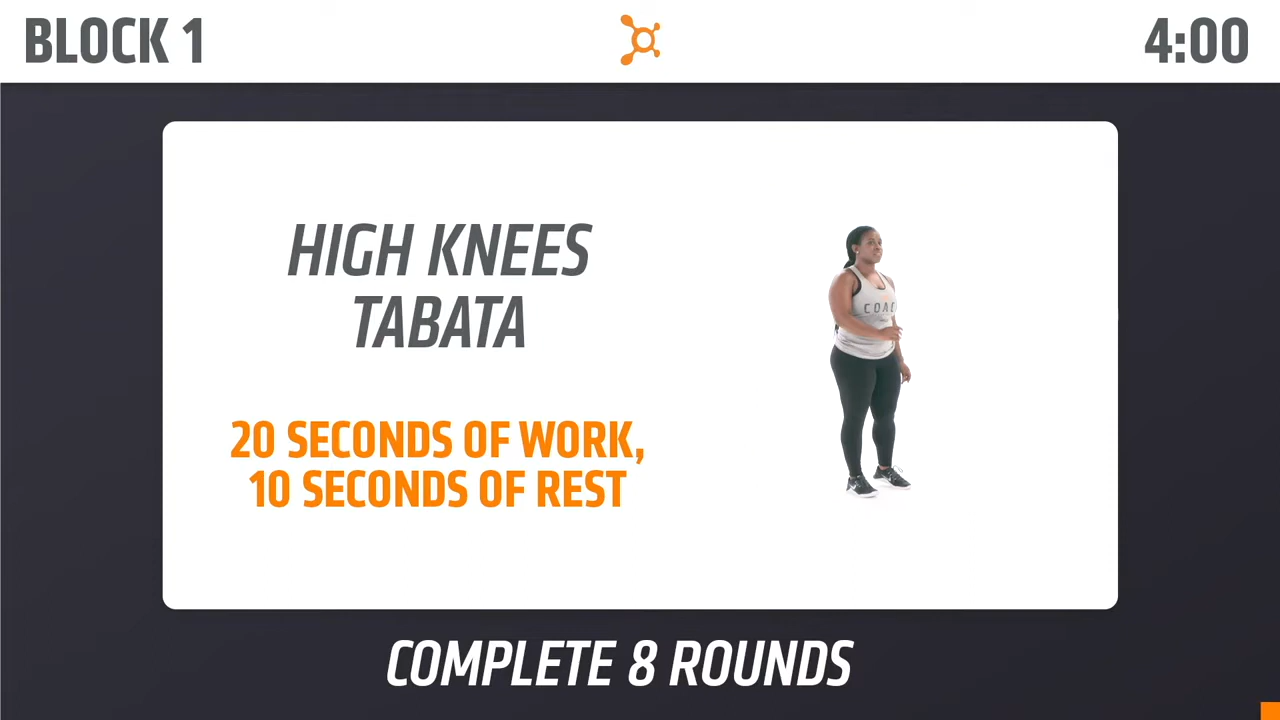 BLOCK 1
4:00
HIGH KNEES
TABATA
20 SECONDS OF WORK,
10 SECONDS OF REST
COMPLETE 8 ROUNDS